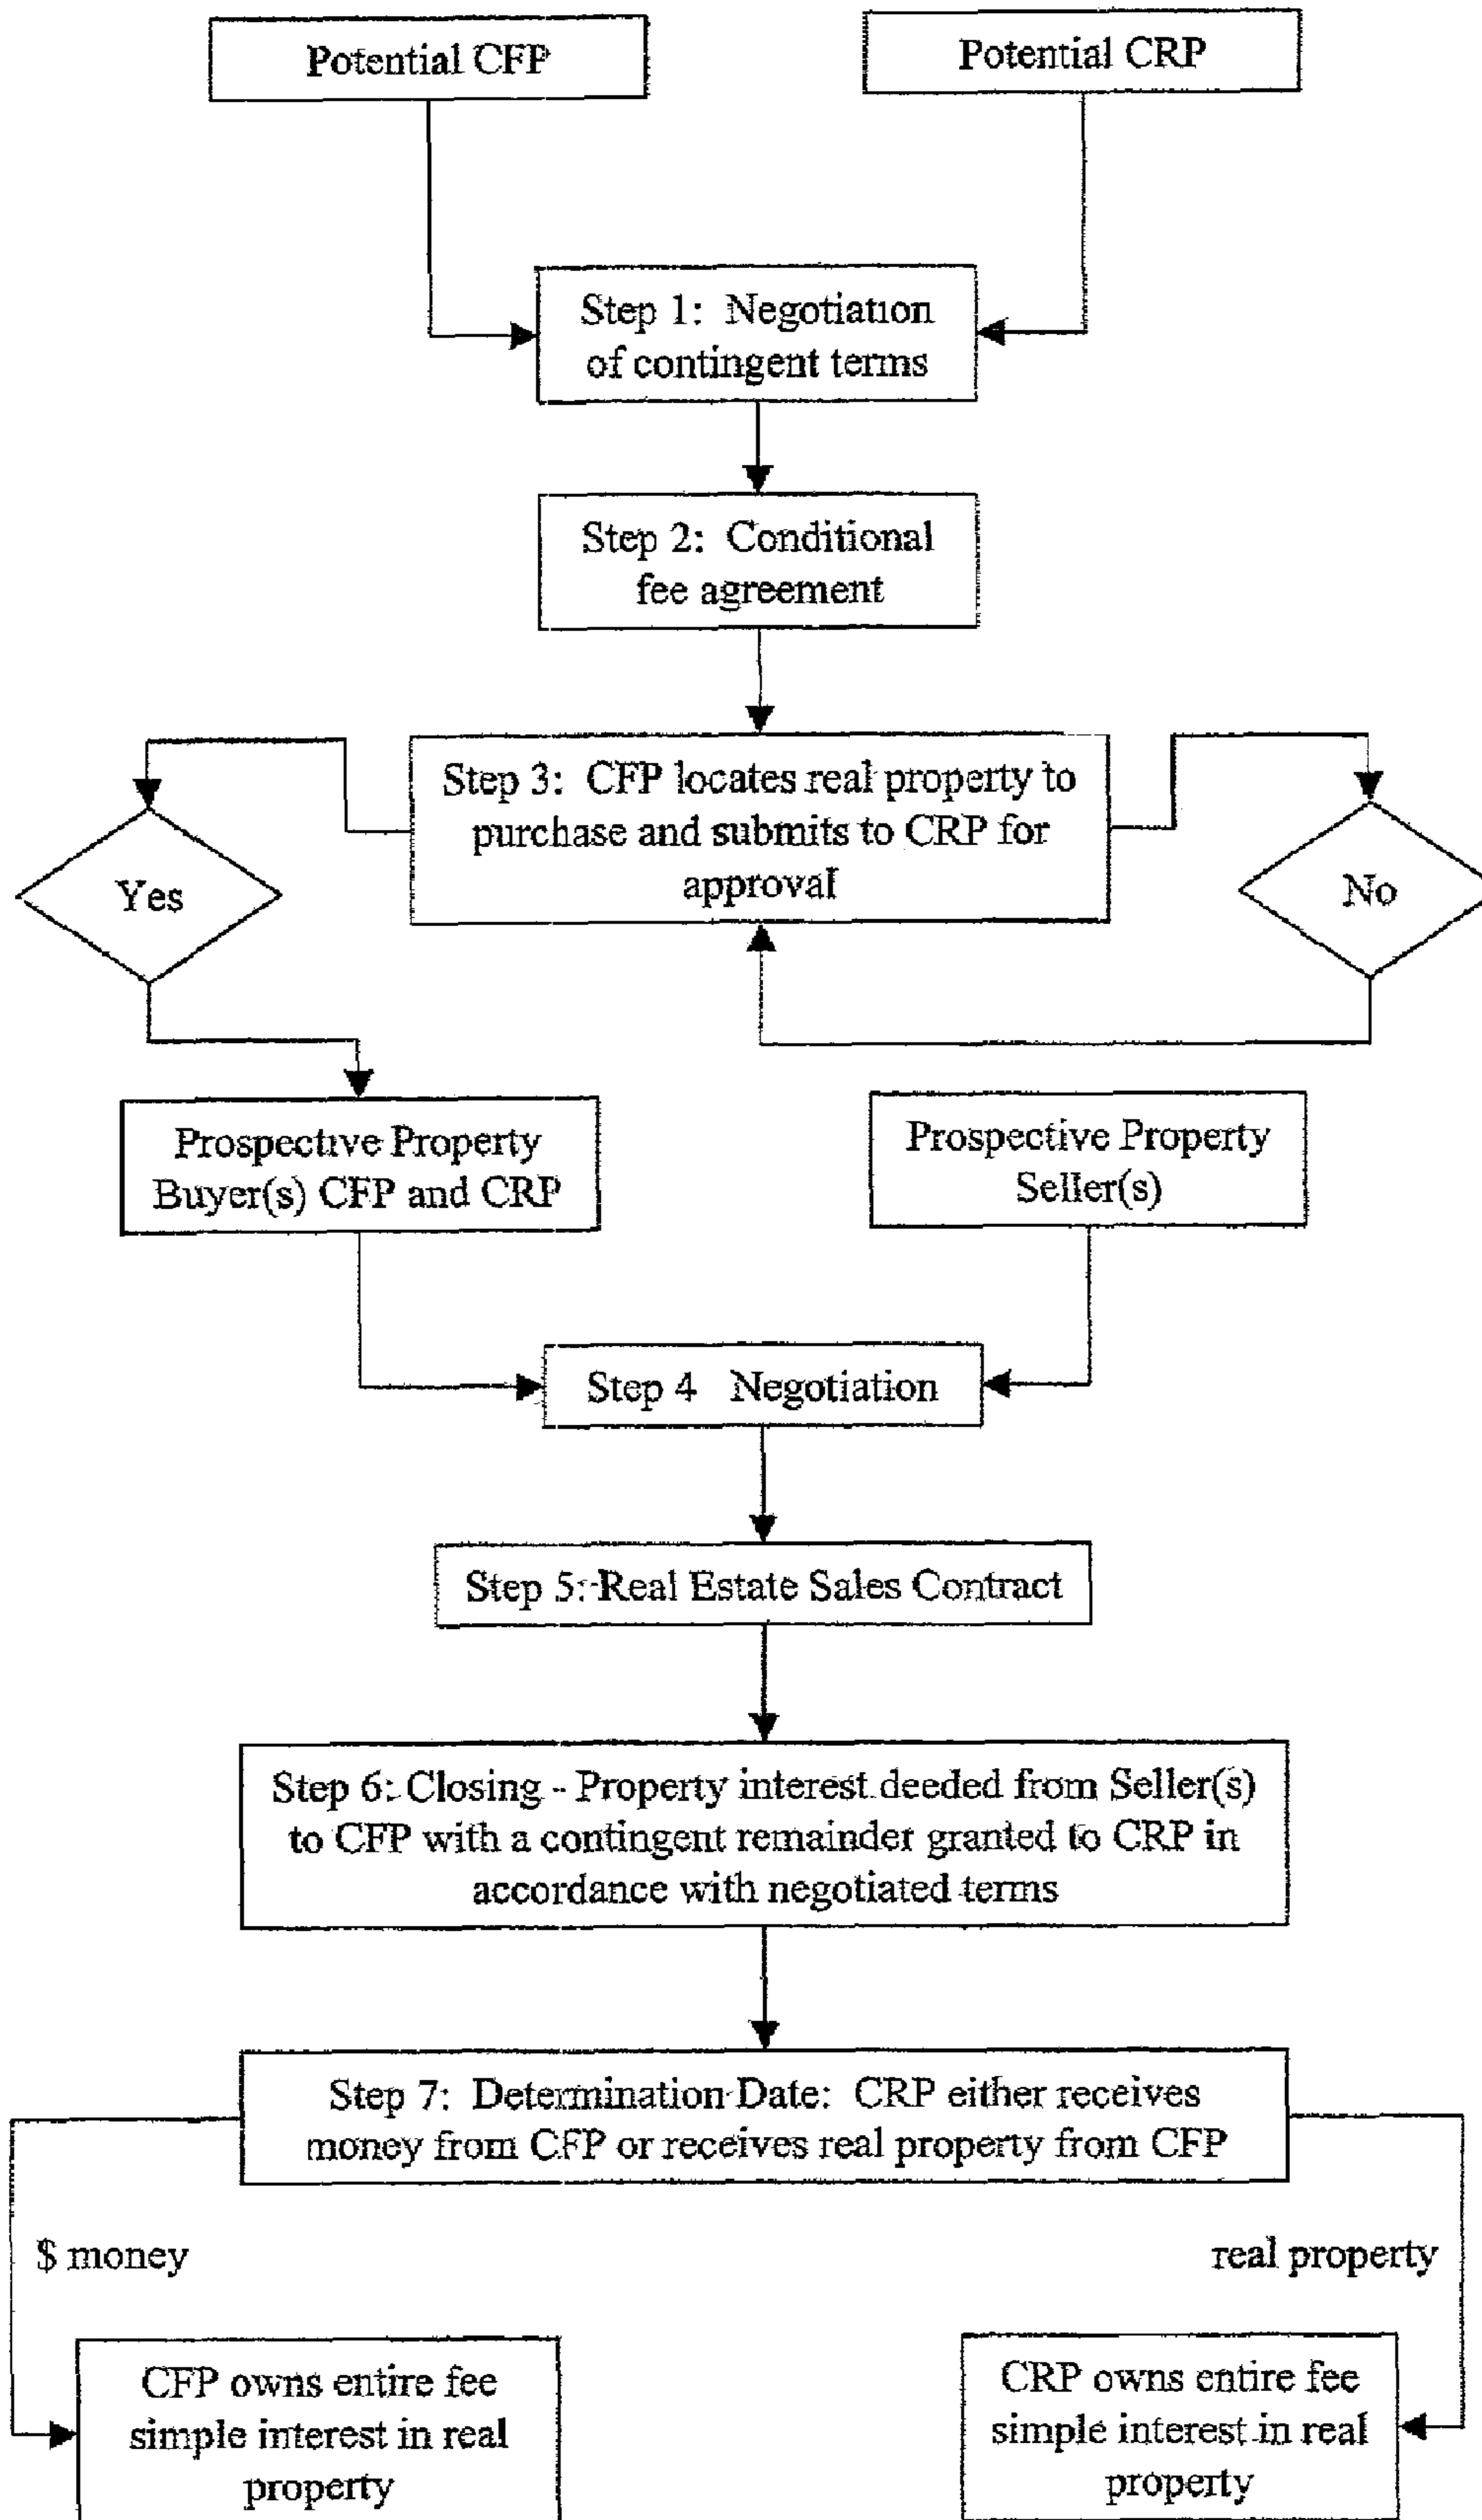 Potential CFP
Potential CRP
Step 1: Negotiation
of contingent terms
Step 2: Conditional
fee agreement
Step 3: CFP locates real property to
purchase and submits to CRP for
approval
Yes
No
Prospective Property
Buyer(s) CFP and CRP
Prospective Property
Seller(s)
Step 4 Negotiation
Step 5: Real Estate Sales Contract
Step 6: Closing - Property interest deeded from Seller(s)
to CFP with a contingent remainder granted to CRP in
accordance with negotiated terms
Step 7: Determination Date: CRP either receives
money from CFP or receives real property from CFP
$ money
real property
CFP owns entire fee
simple interest in real
property
CRP owns entire fee
simple interest in real
property